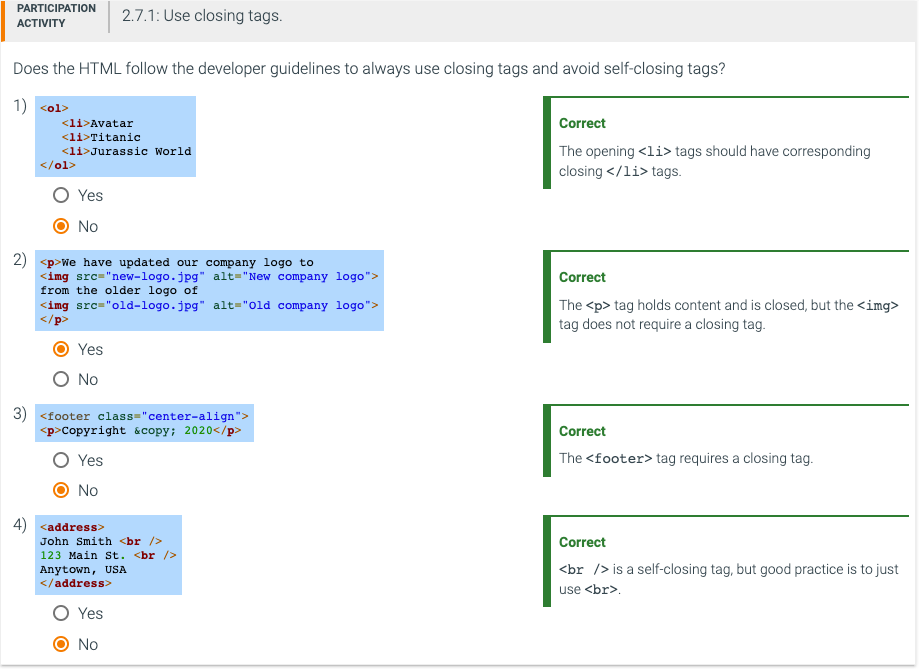 PARTICIPATION
ACTIVITY
2.7.1: Use closing tags.
Does the HTML follow the developer guidelines to always use closing tags and avoid self-closing tags?
1)
<ol>
<li>Avatar
<li>Titanic
<li>Jurassic World
</ol>
Yes
No
Correct
The opening <li> tags should have corresponding
closing </li> tags.
2)
<p>We have updated our company logo to
<img src="new-logo.jpg" alt="New company logo">
from the older logo of
<img src="old-logo.jpg" alt="Old company logo">
</p>
Yes
No
Correct
The <p> tag holds content and is closed, but the <img>
tag does not require a closing tag.
3)
<footer class="center-align">
<p>Copyright &copy; 2020</p>
Yes
No
Correct
The <footer> tag requires a closing tag.
4)
<address>
John Smith <br />
123 Main St. <br />
Anytown, USA
</address>
Yes
No
Correct
<br /> is a self-closing tag, but good practice is to just
use <br>.